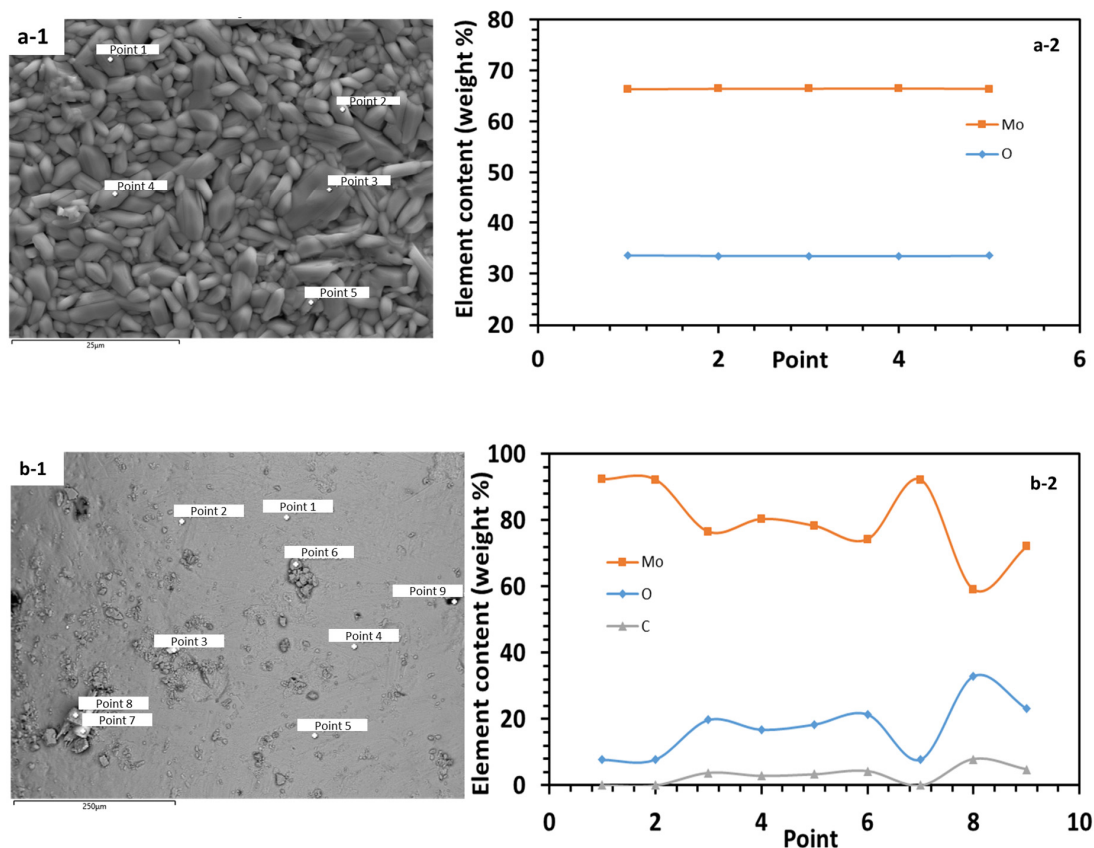 a-1
Point 1
Point 2
Point 3
Point 4
Point 5
25μm
80
70
60
50
40
30
20
0
2
4
6
Element content (weight %)
Point
a-2
Mo
O
b-1
Point 2
Point 1
Point 6
Point 9
Point 4
Point 3
Point 8
Point 7
Point 5
250μm
100
80
60
40
20
0
0
2
4
6
8
10
Element content (weight %)
Point
b-2
Mo
O
C